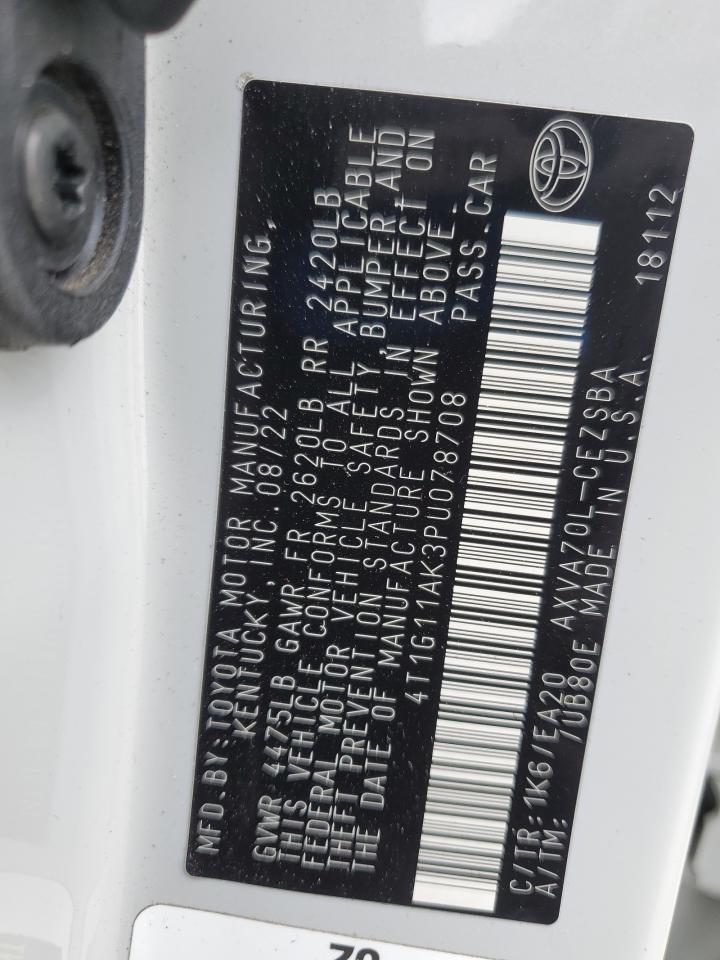 MFD.BY:TOYOTA MOTOR MANUFACTURING,
KENTUCKY, INC. 08/22
GVWR 4475LB GAWR FR 2620LB RR 2420LB
THIS VEHICLE CONFORMS TO ALL APPLICABLE
FEDERAL MOTOR VEHICLE SAFETY, BUMPER AND
THEFT PREVENTION STANDARDS IN EFFECT ON
THE DATE OF MANUFACTURE SHOWN ABOVE.
4T1G11AK3PU078708 PASS.CAR
C/TR:1K6/EA20 AXVA70L-CEZSBA 18112
A/TM: /UB80E MADE IN U.S.A.